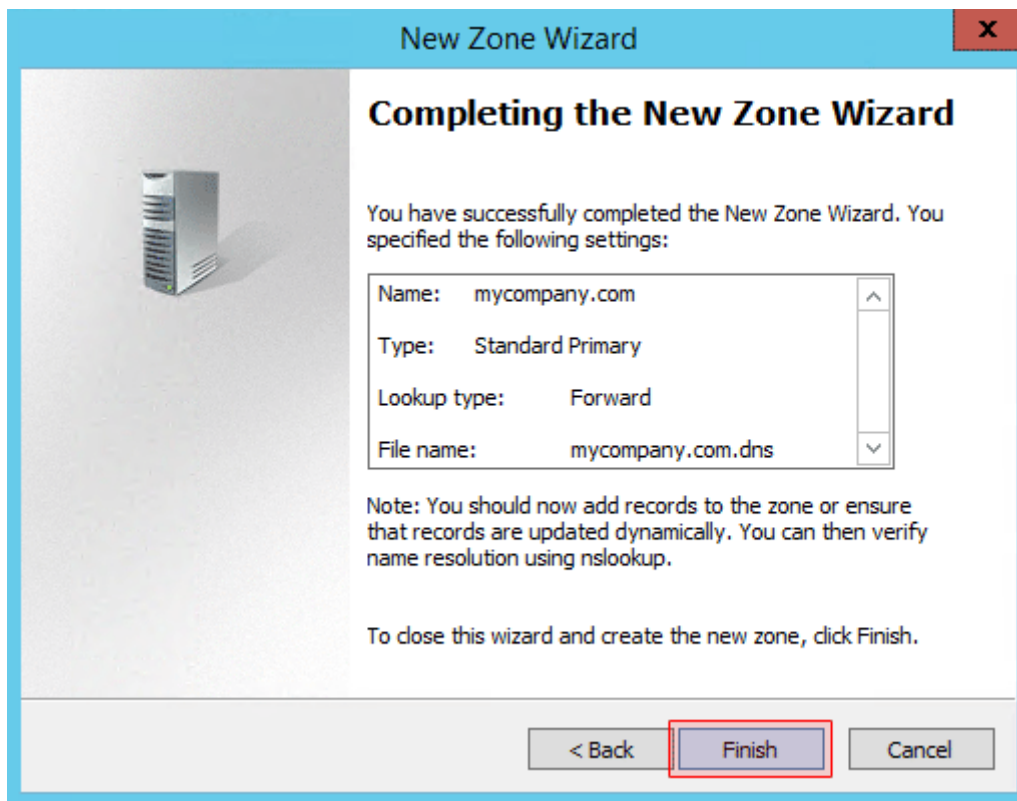 New Zone Wizard
x
Completing the New Zone Wizard
You have successfully completed the New Zone Wizard. You
specified the following settings:
Name: mycompany.com
Type: Standard Primary
Lookup type: Forward
File name: mycompany.com.dns
Note: You should now add records to the zone or ensure
that records are updated dynamically. You can then verify
name resolution using nslookup.
To close this wizard and create the new zone, click Finish.
< Back Finish Cancel